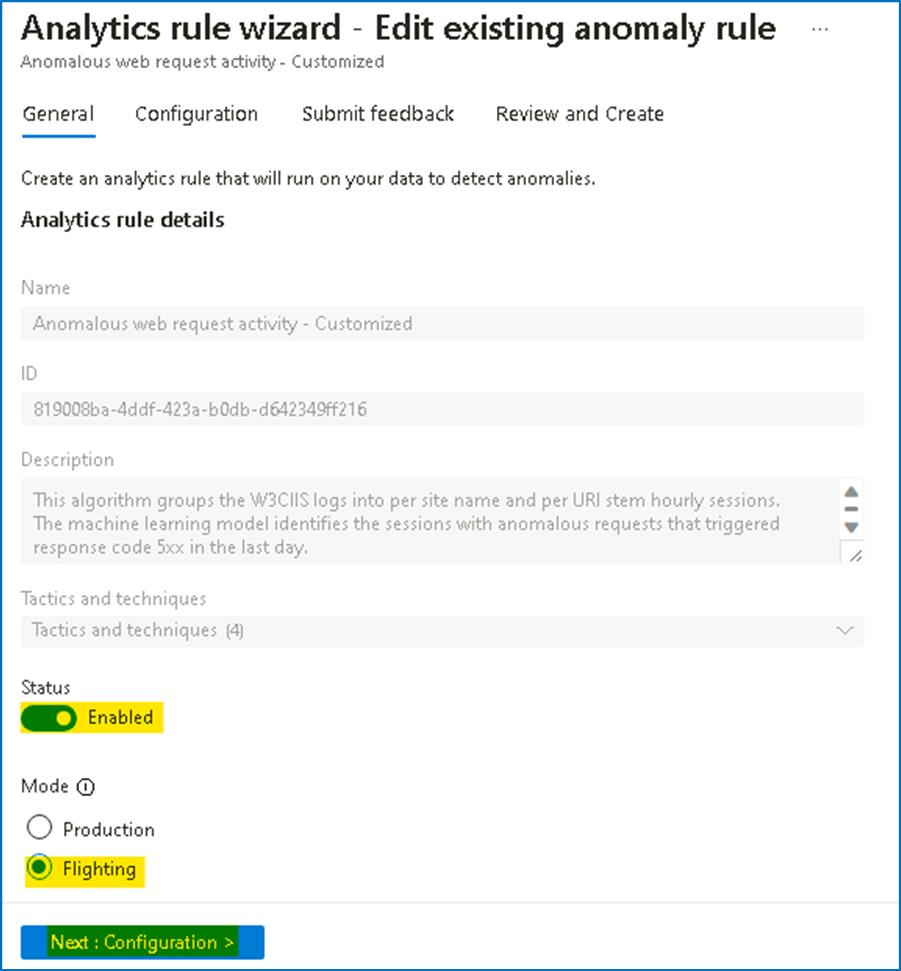 Analytics rule wizard - Edit existing anomaly rule ...
Anomalous web request activity - Customized
General Configuration Submit feedback Review and Create
Create an analytics rule that will run on your data to detect anomalies.
Analytics rule details
Name
Anomalous web request activity - Customized
ID
819008ba-4ddf-423a-b0db-d642349ff216
Description
This algorithm groups the W3CIIS logs into per site name and per URI stem hourly sessions.
The machine learning model identifies the sessions with anomalous requests that triggered
response code 5xx in the last day.
Tactics and techniques
Tactics and techniques (4)
Status
Enabled
Mode
Production
Flighting
Next : Configuration >